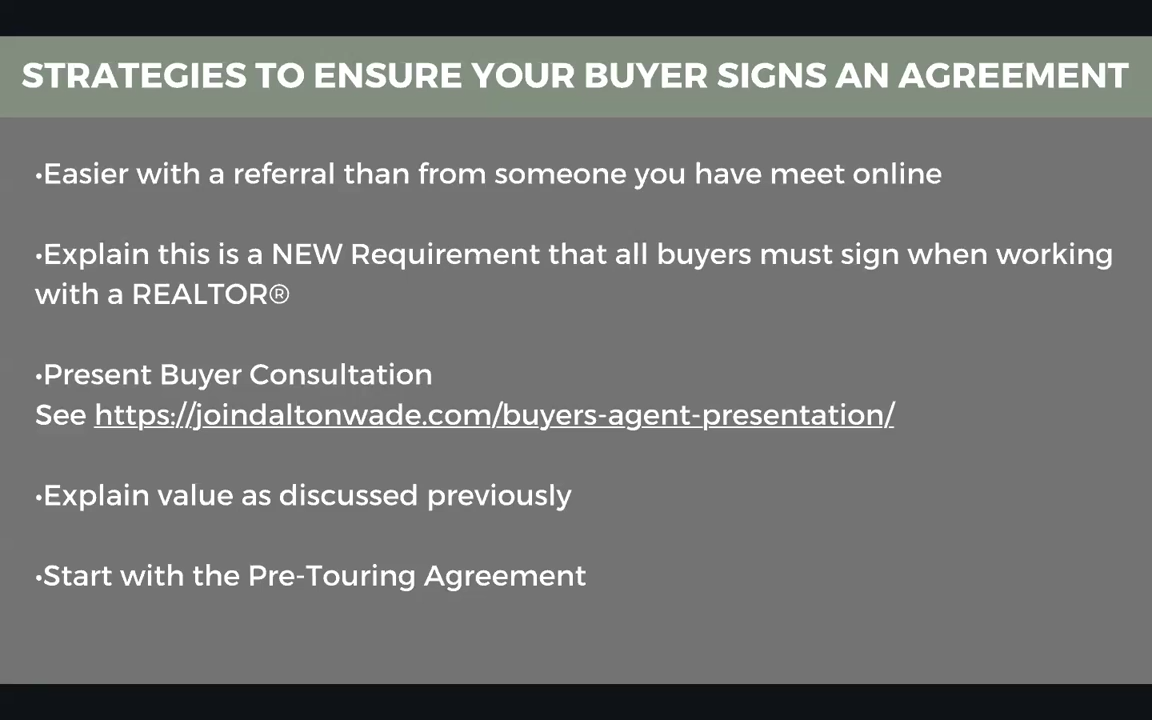 STRATEGIES TO ENSURE YOUR BUYER SIGNS AN AGREEMENT
•Easier with a referral than from someone you have meet online
•Explain this is a NEW Requirement that all buyers must sign when working
with a REALTOR®
•Present Buyer Consultation
See https://joindaltonwade.com/buyers-agent-presentation/
•Explain value as discussed previously
•Start with the Pre-Touring Agreement